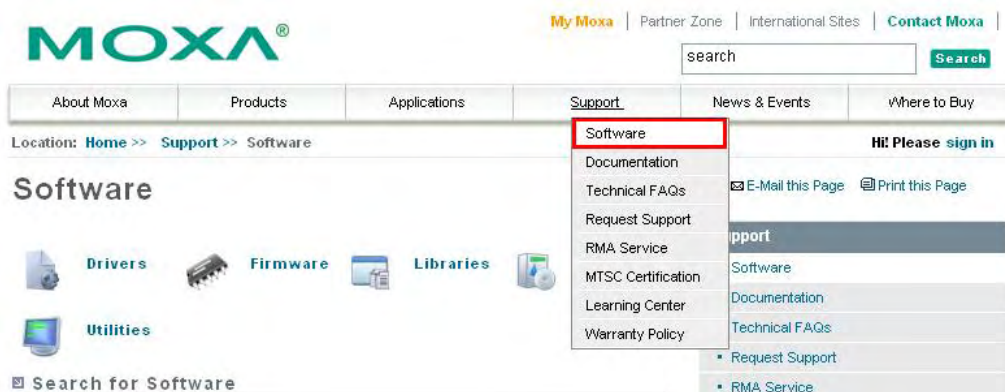 My Moxa | Partner Zone | International Sites | Contact Moxa |
MOXA®
search Search
About Moxa Products Applications Support News & Events Where to Buy
Location: Home >> Support >> Software
Hi! Please sign in
Software
Documentation
Technical FAQs
Request Support
RMA Service
MTSC Certification
Learning Center
Warranty Policy
Software
E-Mail this Page Print this Page
Drivers Firmware Libraries
Utilities
Search for Software
Software
Documentation
Technical FAQs
Request Support
RMA Service